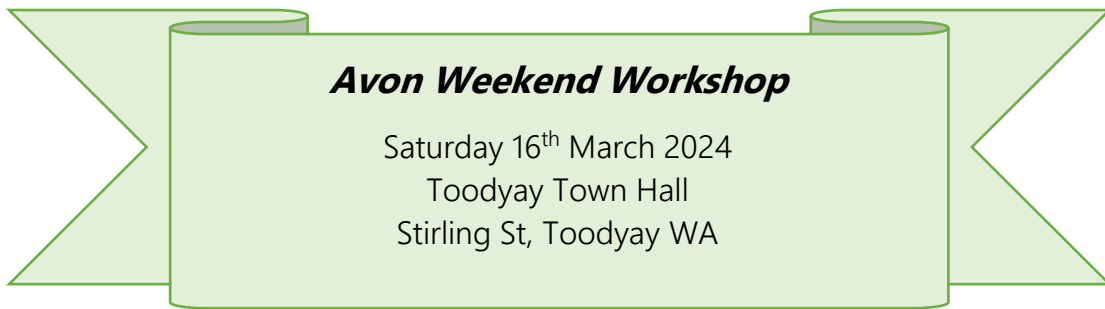 Avon Weekend Workshop
Saturday 16th March 2024
Toodyay Town Hall
Stirling St, Toodyay WA